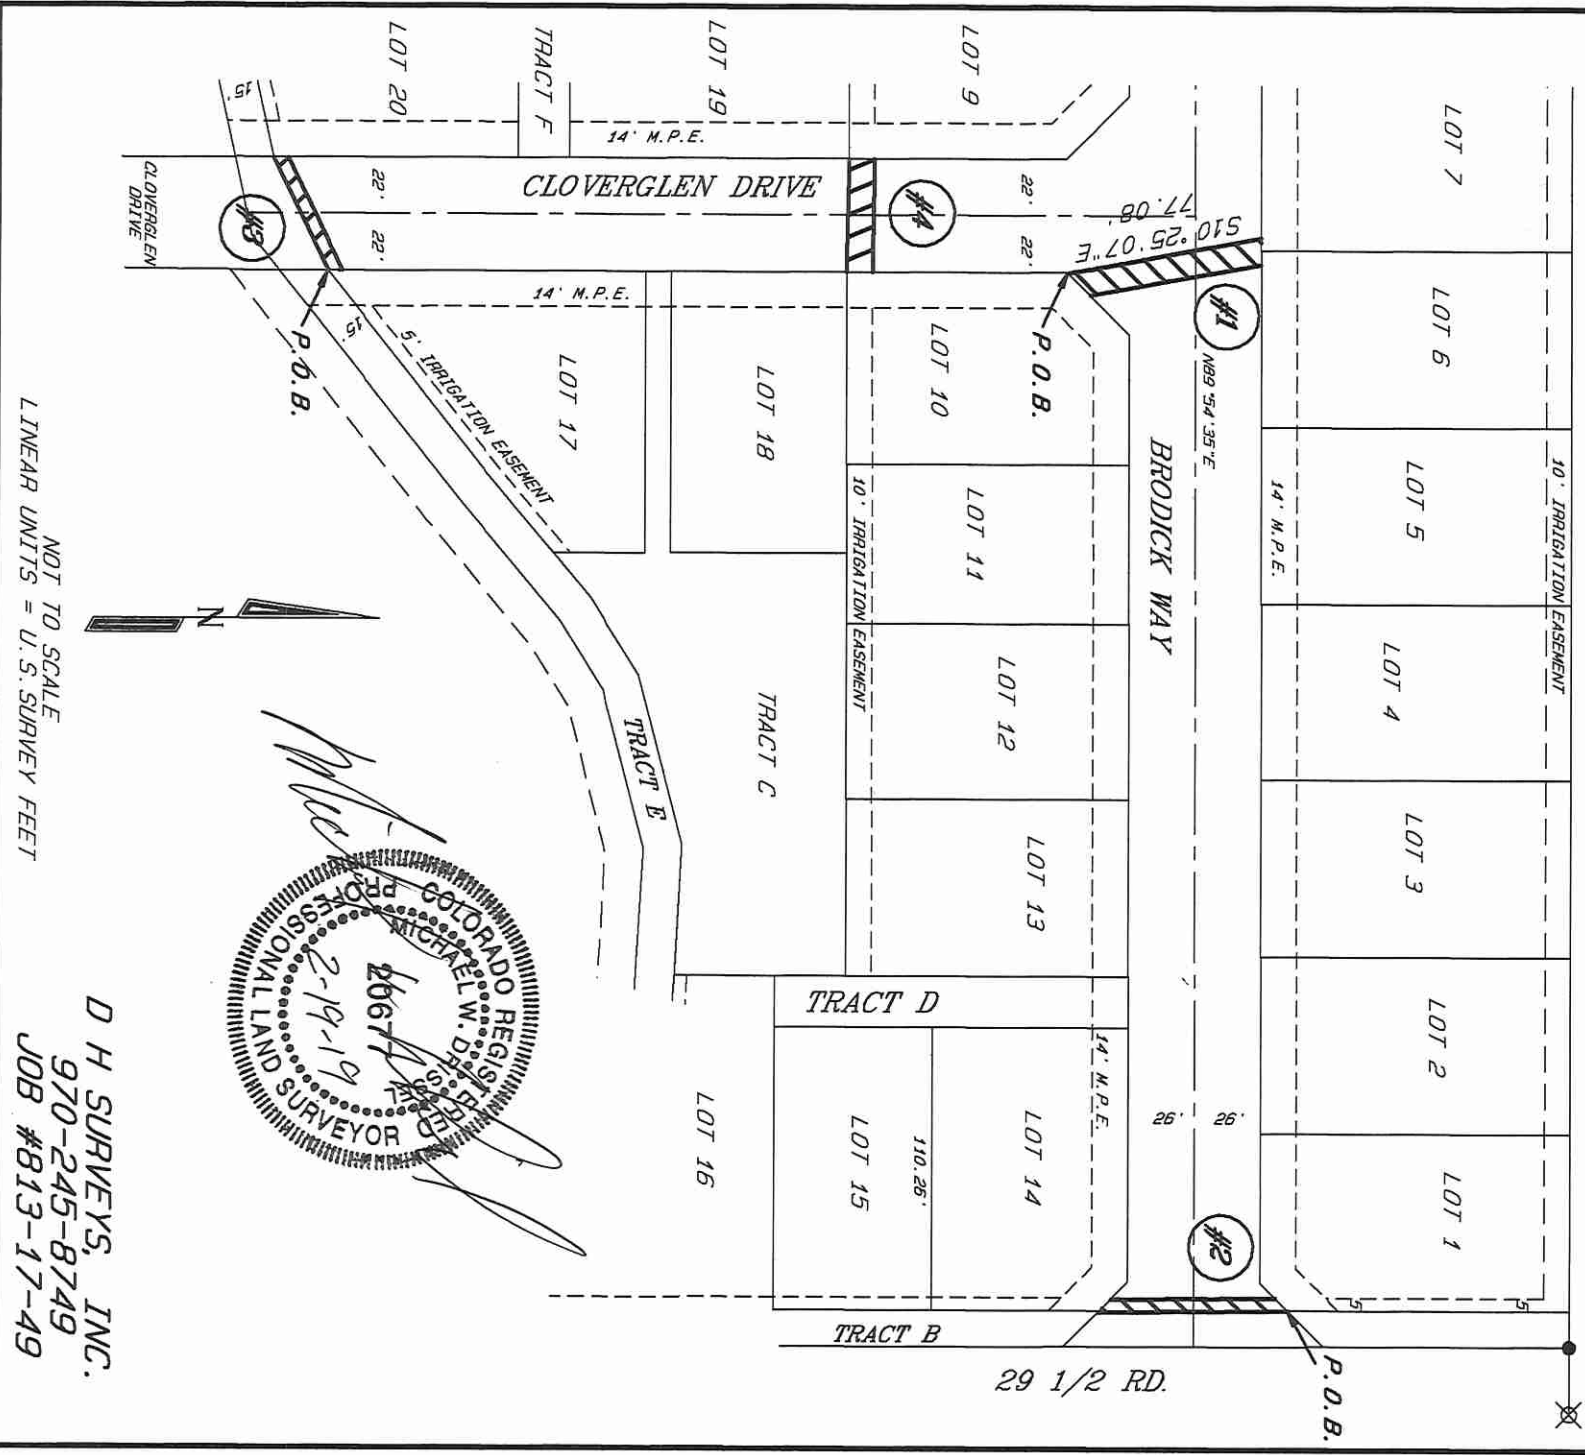 LOT 7
LOT 6
LOT 5
LOT 4
LOT 3
LOT 2
LOT 1
10' IRRIGATION EASEMENT
14' M.P.E.
5'
5'
S10°25'07"E
77.08'
#1
N89°54'35"E
BRODICK WAY
26'
26'
#2
P.O.B.
29 1/2 RD.
TRACT B
LOT 9
LOT 19
TRACT F
LOT 20
15'
14' M.P.E.
CLOVERGLEN DRIVE
22'
22'
#4
22'
22'
#3
CLOVERGLEN
DRIVE
P.O.B.
P.O.B.
14' M.P.E.
15'
5' IRRIGATION EASEMENT
LOT 17
LOT 18
LOT 10
LOT 11
LOT 12
LOT 13
10' IRRIGATION EASEMENT
TRACT C
TRACT E
TRACT D
14' M.P.E.
LOT 14
110.26'
LOT 15
LOT 16
N
NOT TO SCALE
LINEAR UNITS = U.S. SURVEY FEET
COLORADO REGISTERED
MICHAEL W. DRISSEL
20677
2-19-19
PROFESSIONAL LAND SURVEYOR
D H SURVEYS, INC.
970-245-8749
JOB #813-17-49